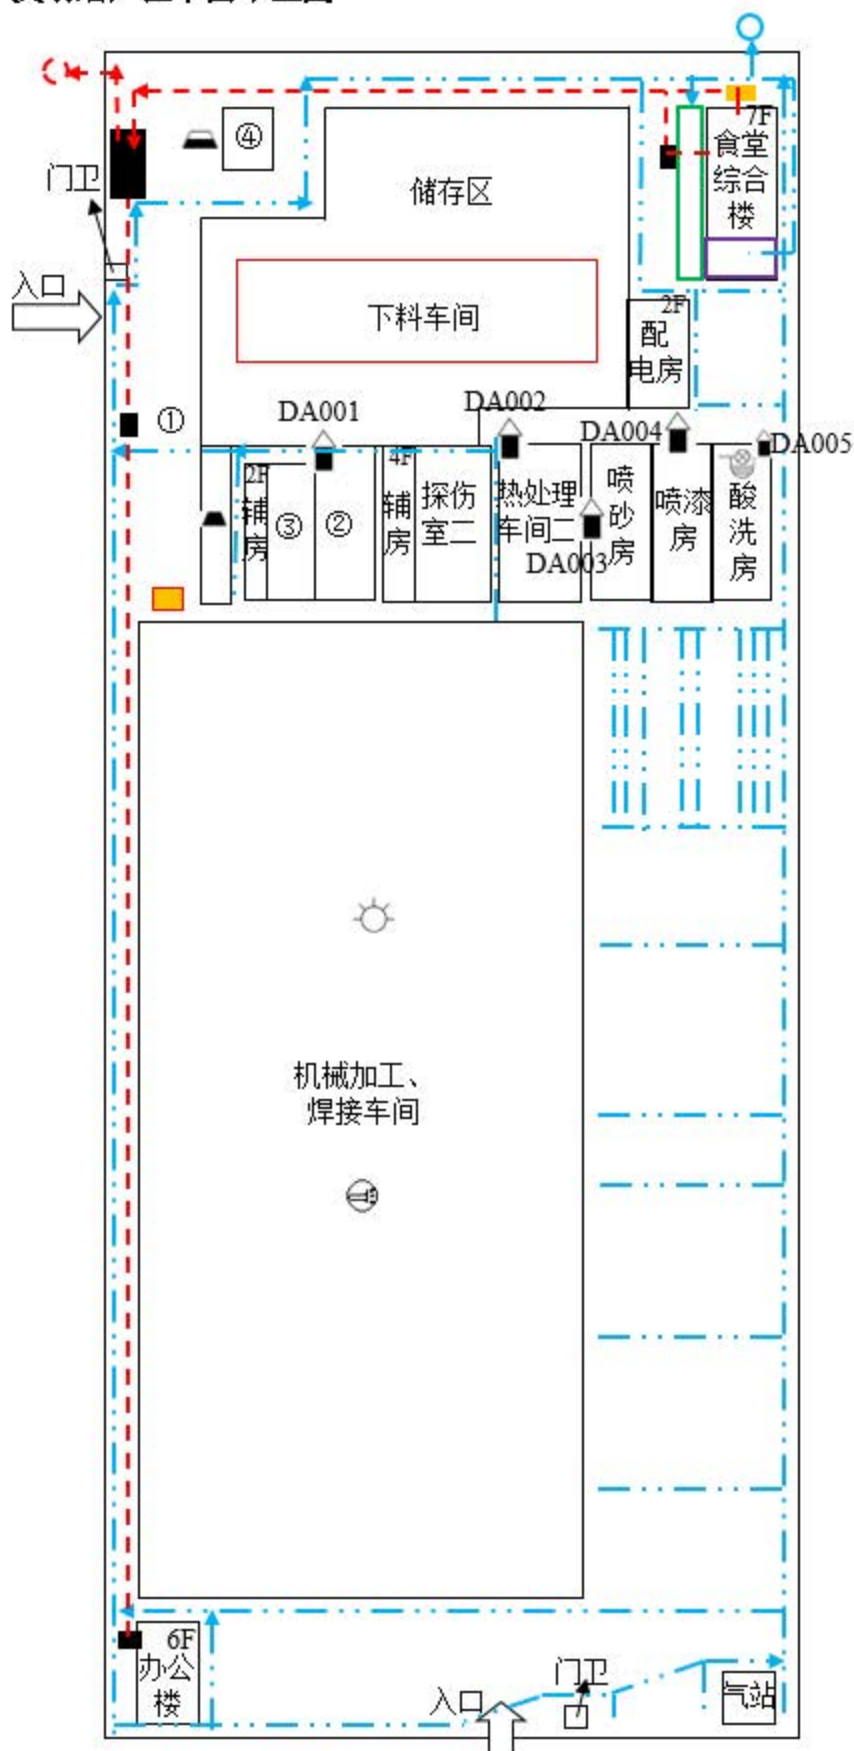 ④
7F
食堂
综合
楼
门卫
储存区
入口
下料车间
2F
配
电房
①
DA001
DA002
DA004
DA005
2F
辅
房
③
②
4F
辅
房
探伤
室二
热处理
车间二
DA003
喷
砂
房
喷漆
房
酸
洗
房
机械加工、
焊接车间
6F
办公
楼
门卫
入口
气站